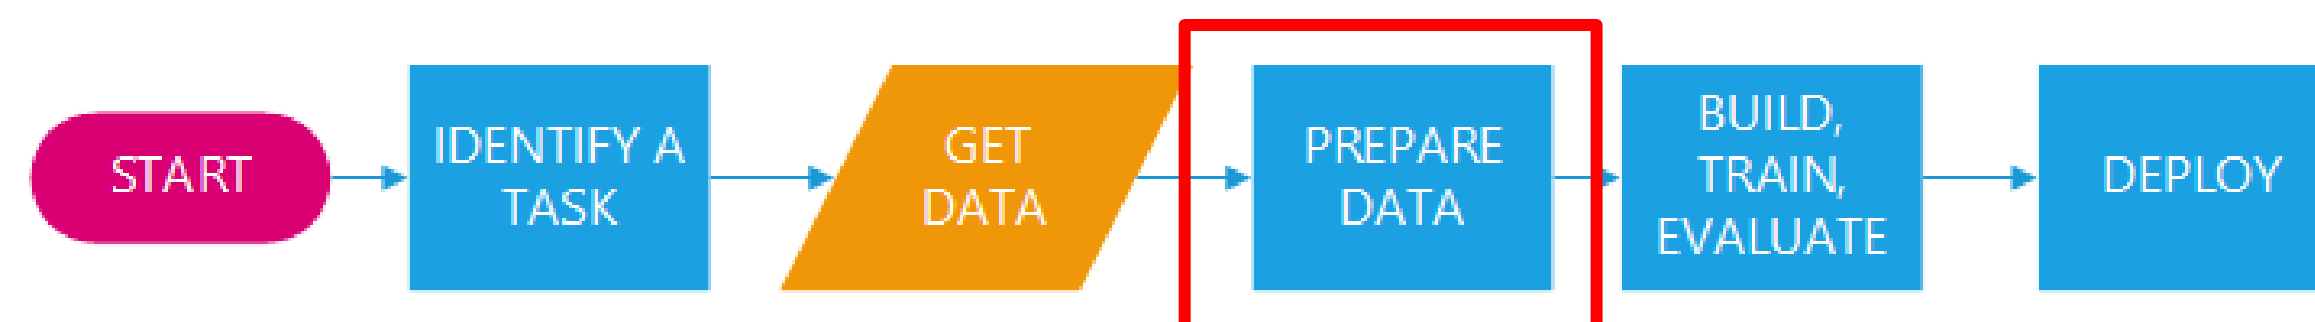 START
IDENTIFY A
TASK
GET
DATA
PREPARE
DATA
BUILD,
TRAIN,
EVALUATE
DEPLOY